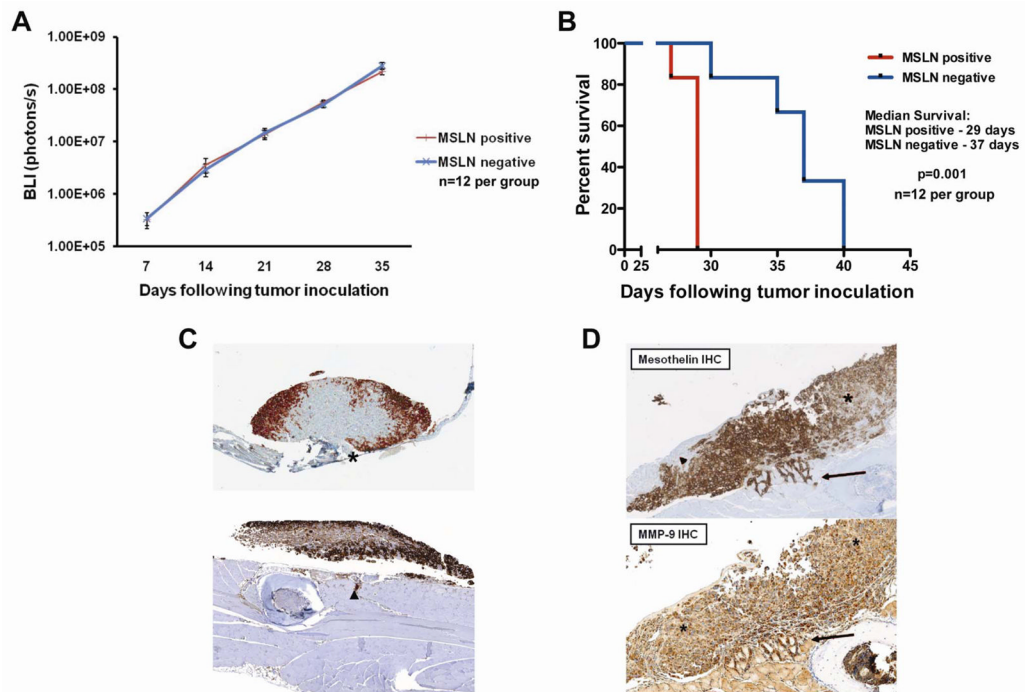 A
1.00E+09
1.00E+08
1.00E+07
1.00E+06
1.00E+05
BLI (photons/s)
7 14 21 28 35
Days following tumor inoculation
MSLN positive
MSLN negative
n=12 per group
B
100
80
60
40
20
0
Percent survival
0 25 30 35 40 45
Days following tumor inoculation
MSLN positive
MSLN negative
Median Survival:
MSLN positive - 29 days
MSLN negative - 37 days
p=0.001
n=12 per group
C
*
D
Mesothelin IHC
*
MMP-9 IHC
*
*